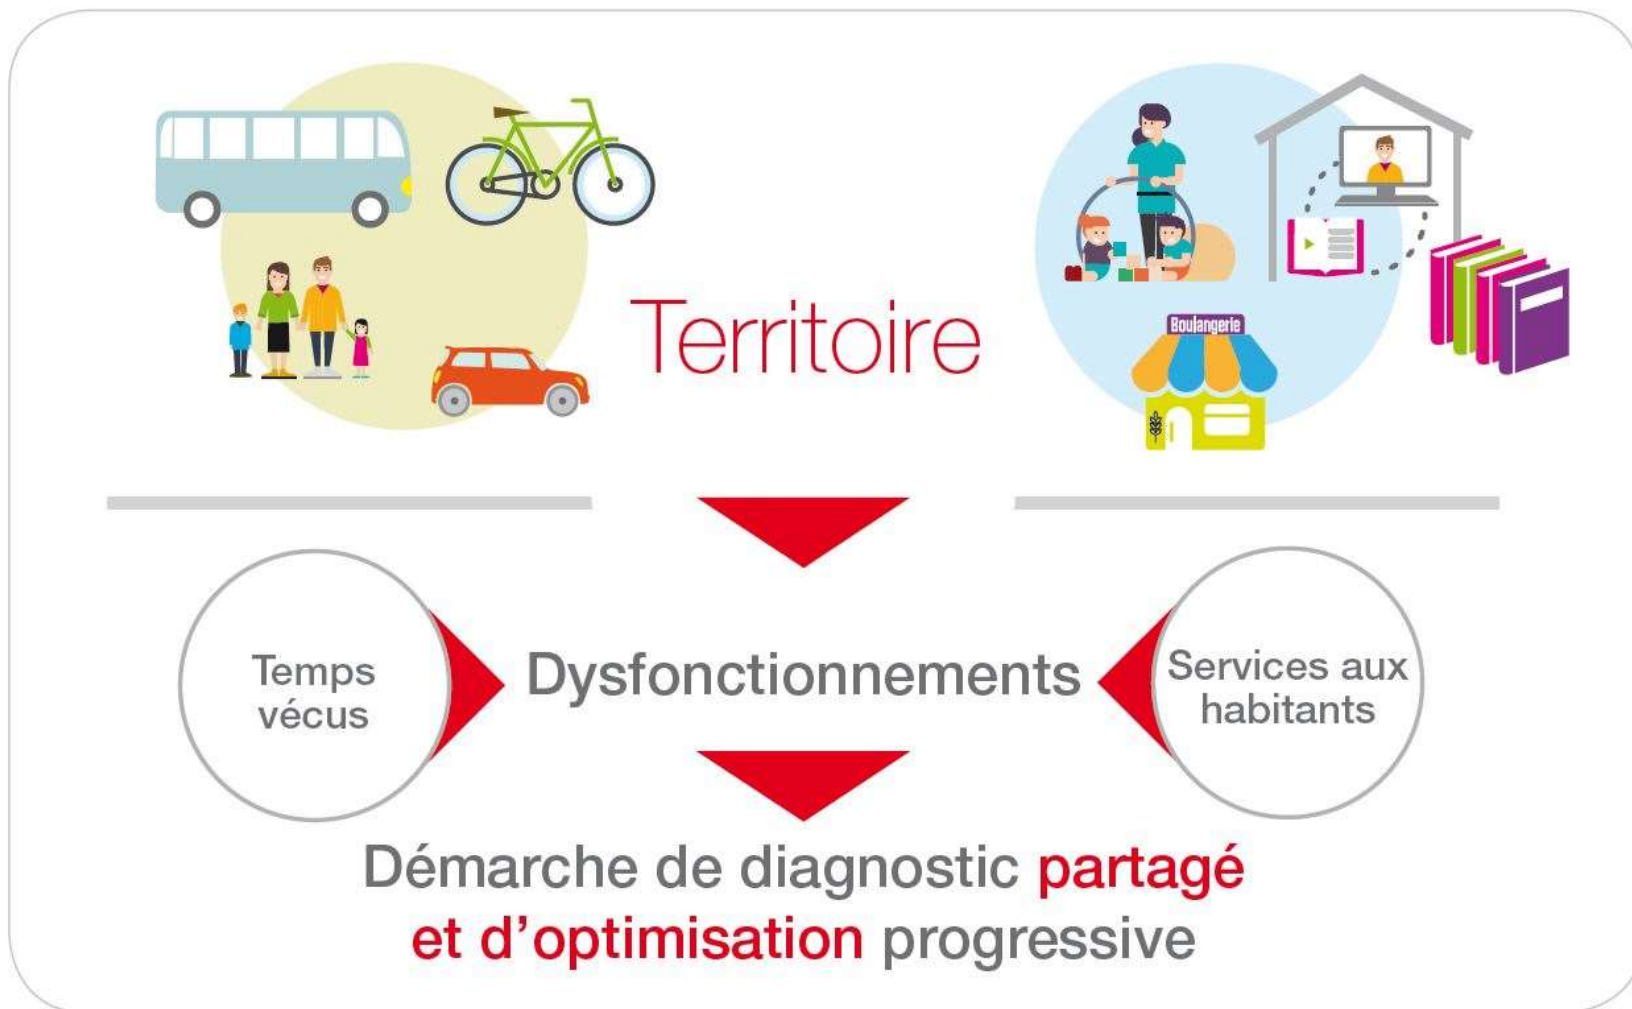 Boulangerie
Territoire
Temps
vécus
Dysfonctionnements
Services aux
habitants
Démarche de diagnostic partagé
et d’optimisation progressive